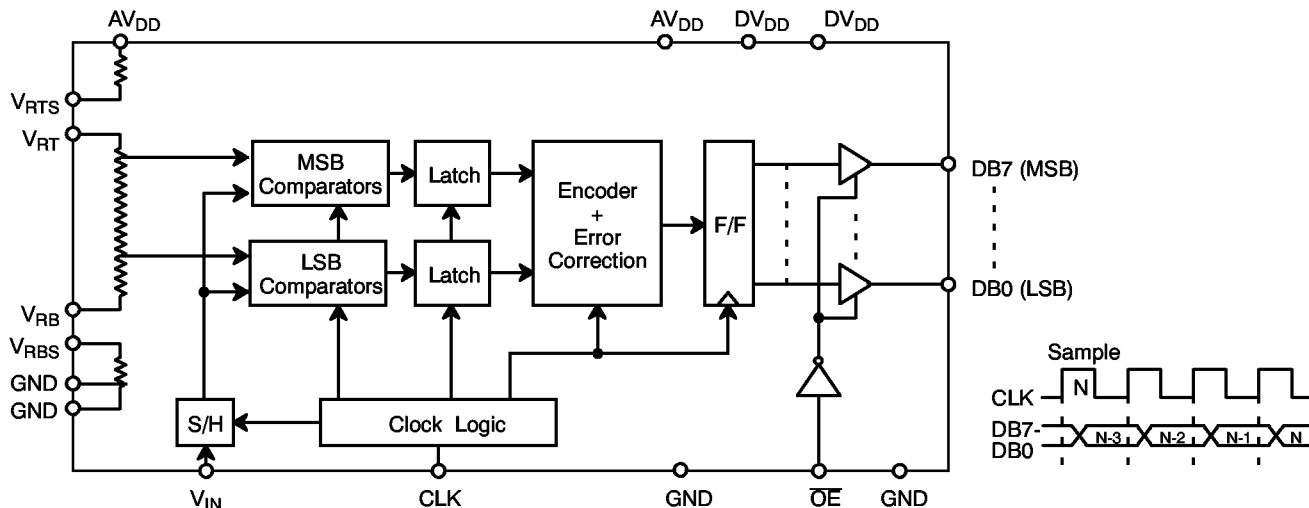 AVDD
AVDD
DVDD
DVDD
VRTS
VRT
VRB
VRBS
GND
GND
MSB
Comparators
Latch
LSB
Comparators
Latch
Encoder
+
Error
Correction
F/F
S/H
Clock Logic
DB7 (MSB)
DB0 (LSB)
VIN
CLK
GND
OE
GND
Sample
CLK
N
DB7-
DB0
N-3
N-2
N-1
N